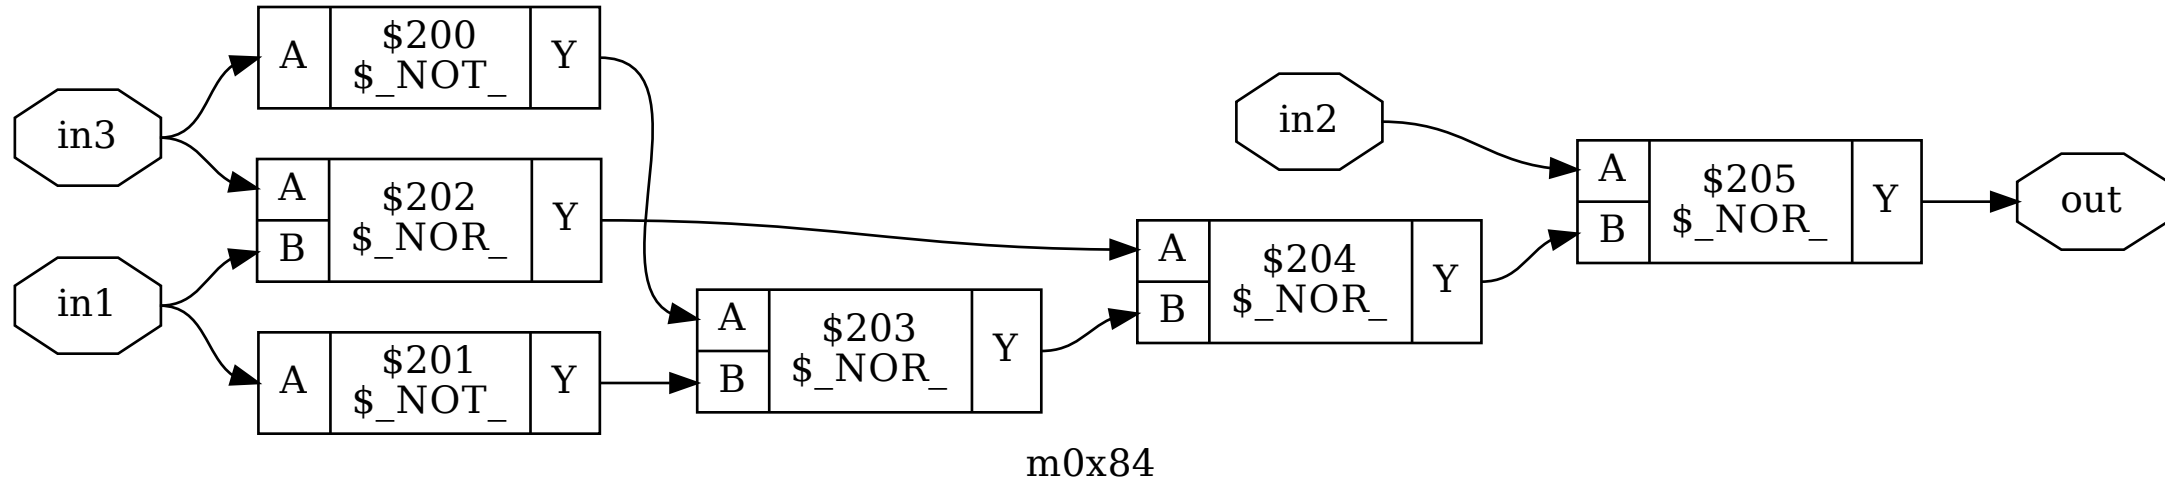 in3
in1
A
$200
$_NOT_
Y
A
B
$202
$_NOR_
Y
A
$201
$_NOT_
Y
A
B
$203
$_NOR_
Y
A
B
$204
$_NOR_
Y
in2
A
B
$205
$_NOR_
Y
out
m0x84